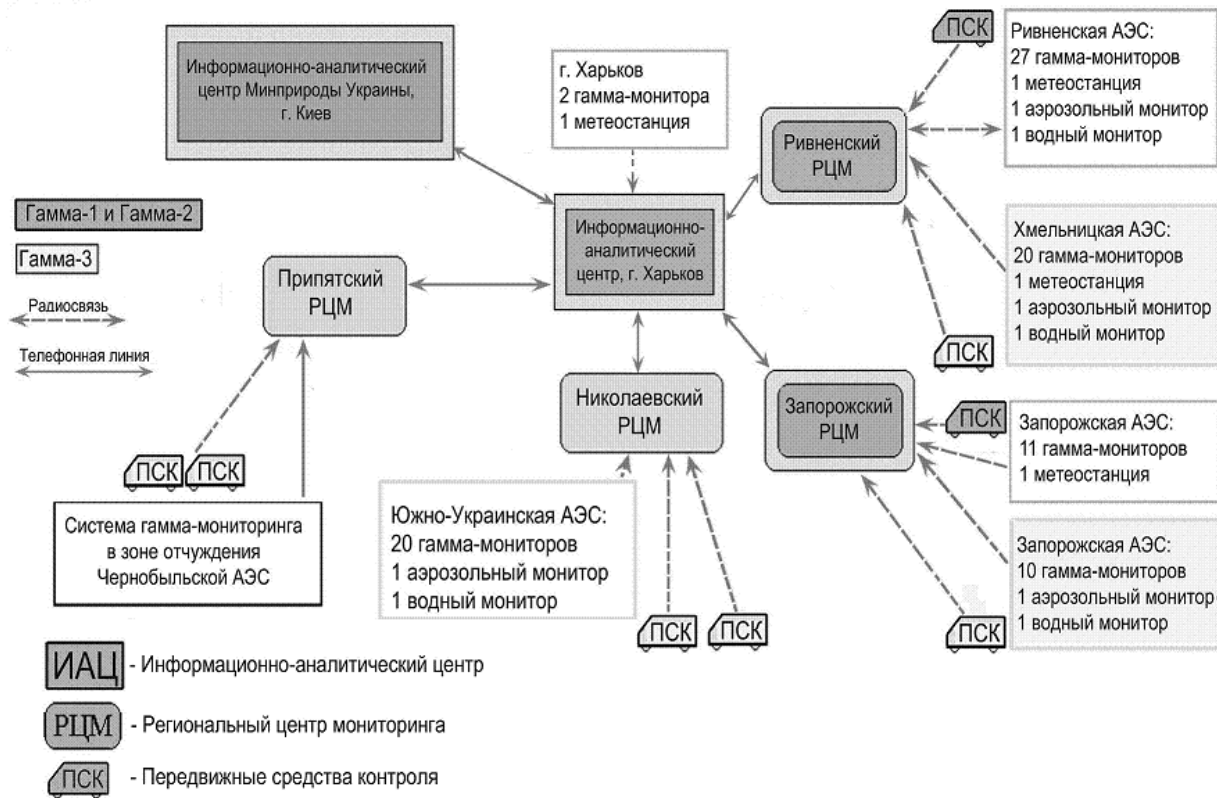 Информационно-аналитический
центр Минприроды Украины,
г. Киев
г. Харьков
2 гамма-монитора
1 метеостанция
ПСК
Ривненская АЭС:
27 гамма-мониторов
1 метеостанция
1 аэрозольный монитор
1 водный монитор
Ривненский
РЦМ
Гамма-1 и Гамма-2
Гамма-3
Радиосвязь
Телефонная линия
Припятский
РЦМ
Информационно-
аналитический
центр, г. Харьков
Хмельницкая АЭС:
20 гамма-мониторов
1 метеостанция
1 аэрозольный монитор
1 водный монитор
ПСК
Николаевский
РЦМ
Запорожский
РЦМ
ПСК
Запорожская АЭС:
11 гамма-мониторов
1 метеостанция
ПСК ПСК
Система гамма-мониторинга
в зоне отчуждения
Чернобыльской АЭС
Южно-Украинская АЭС:
20 гамма-мониторов
1 аэрозольный монитор
1 водный монитор
ПСК ПСК
Запорожская АЭС:
10 гамма-мониторов
1 аэрозольный монитор
1 водный монитор
ПСК
ИАЦ - Информационно-аналитический центр
РЦМ - Региональный центр мониторинга
ПСК - Передвижные средства контроля